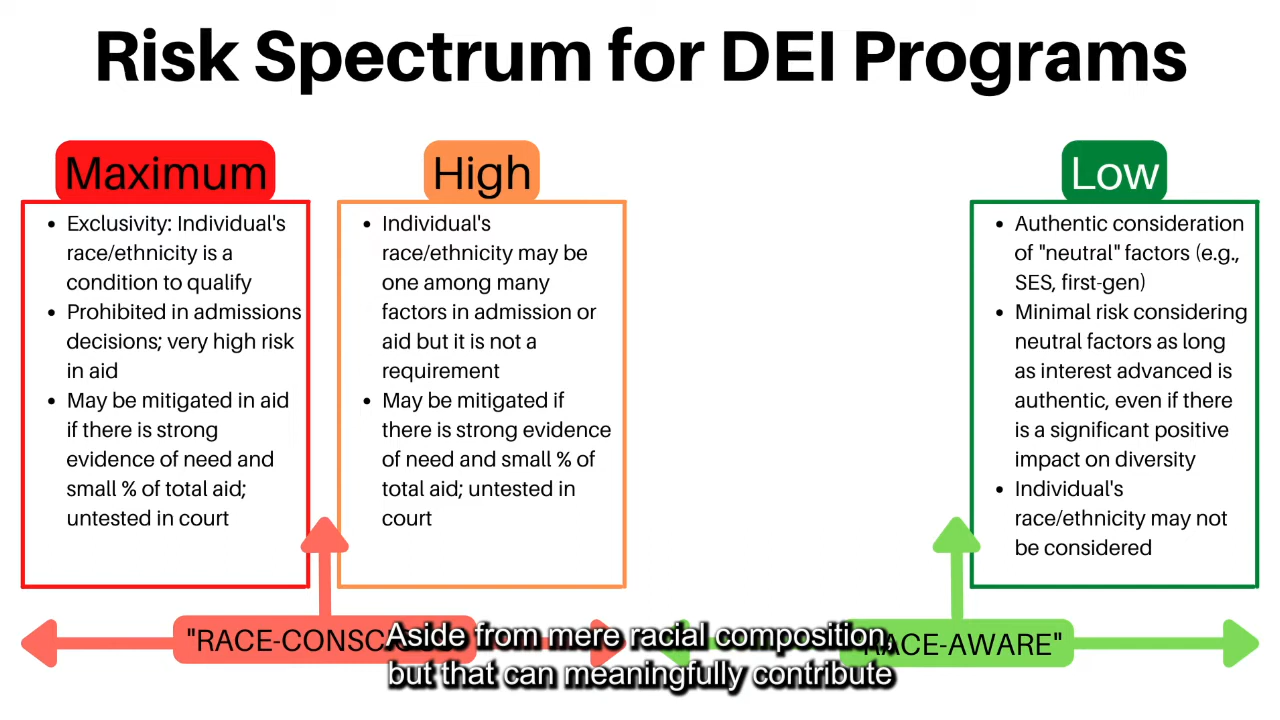 Risk Spectrum for DEI Programs
Maximum
• Exclusivity: Individual's
race/ethnicity is a
condition to qualify
• Prohibited in admissions
decisions; very high risk
in aid
• May be mitigated in aid
if there is strong
evidence of need and
small % of total aid;
untested in court
High
• Individual's
race/ethnicity may be
one among many
factors in admission or
aid but it is not a
requirement
• May be mitigated if
there is strong evidence
of need and small % of
total aid; untested in
court
Low
• Authentic consideration
of "neutral" factors (e.g.,
SES, first-gen)
• Minimal risk considering
neutral factors as long
as interest advanced is
authentic, even if there
is a significant positive
impact on diversity
• Individual's
race/ethnicity may not
be considered
Aside from mere racial composition,
but that can meaningfully contribute